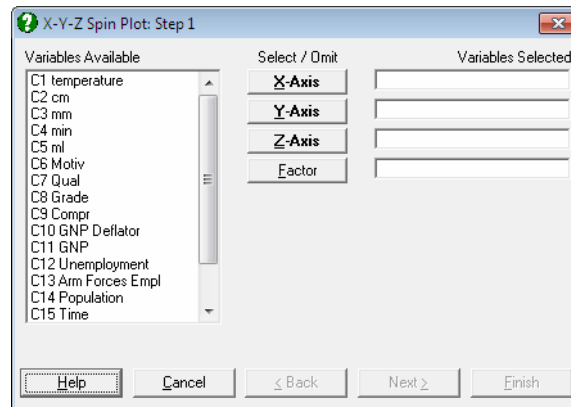 X-Y-Z Spin Plot: Step 1
Variables Available
Select / Omit
Variables Selected
C1 temperature
C2 cm
C3 mm
C4 min
C5 ml
C6 Motiv
C7 Qual
C8 Grade
C9 Compr
C10 GNP Deflator
C11 GNP
C12 Unemployment
C13 Arm Forces Empl
C14 Population
C15 Time
X-Axis
Y-Axis
Z-Axis
Factor
Help
Cancel
< Back
Next >
Finish